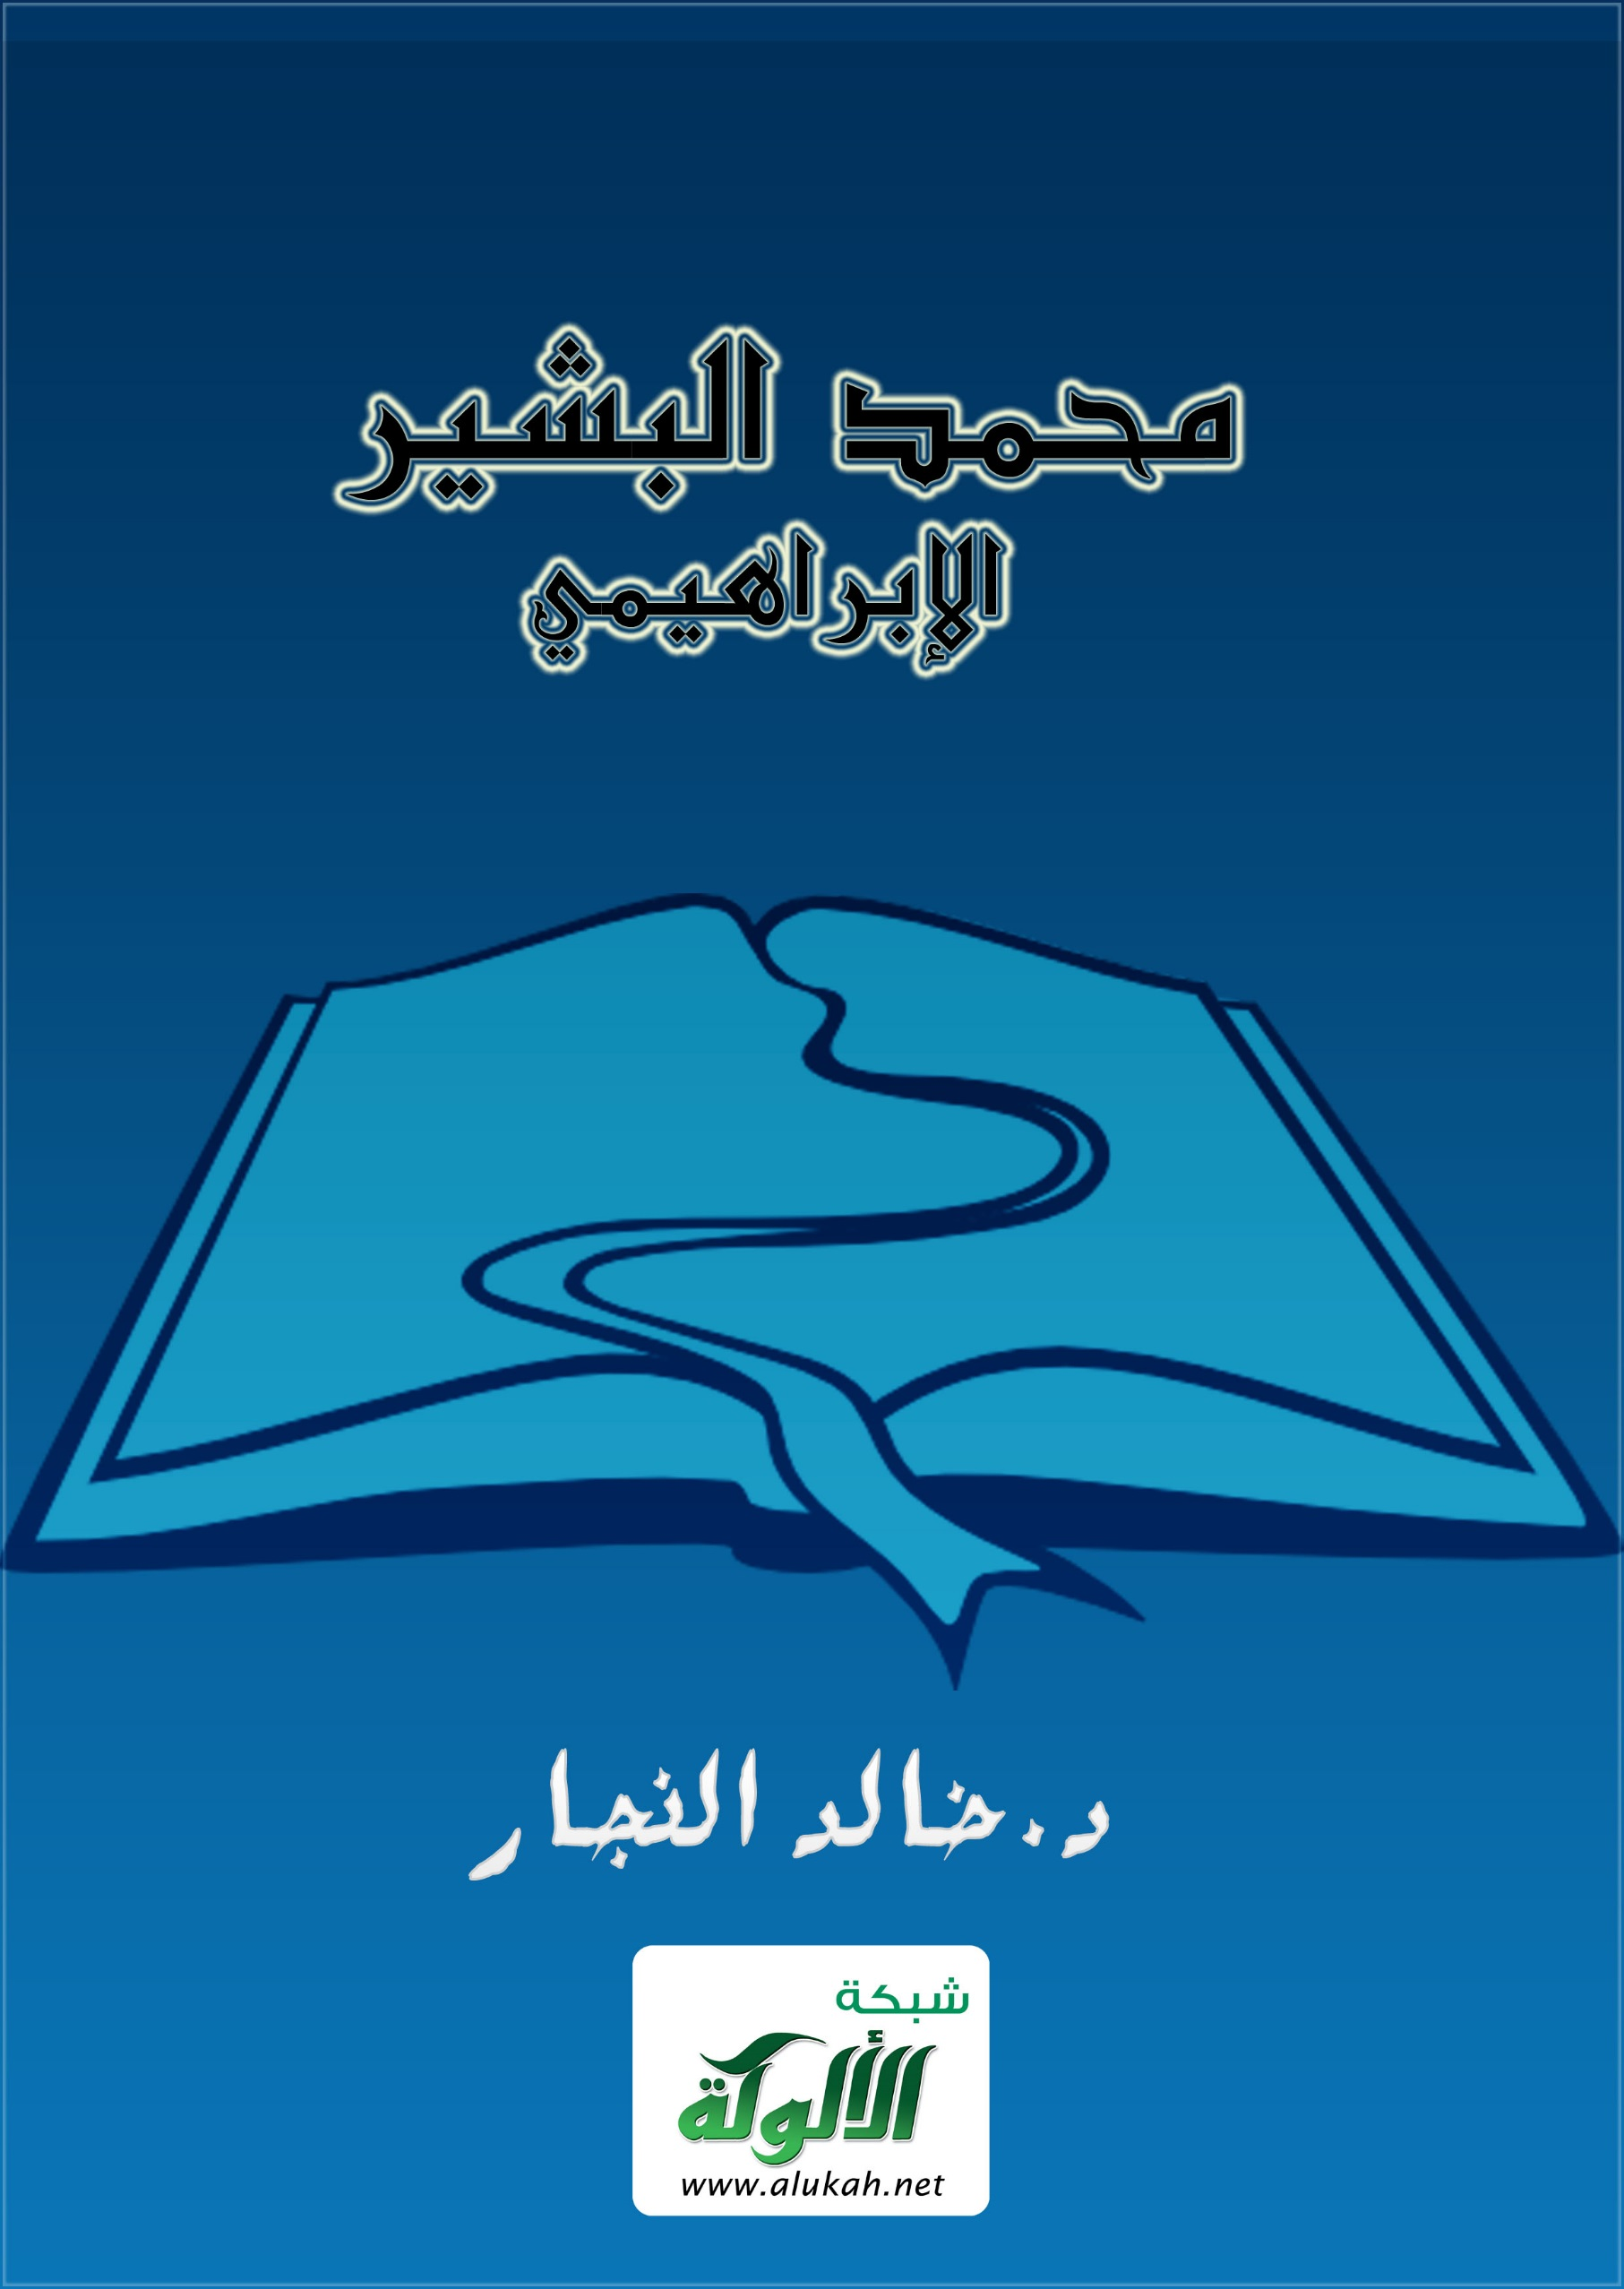 محمد البشير
الإبراهيمي
د.خالد النجار
شبكة
الألوكة
www.alukah.net